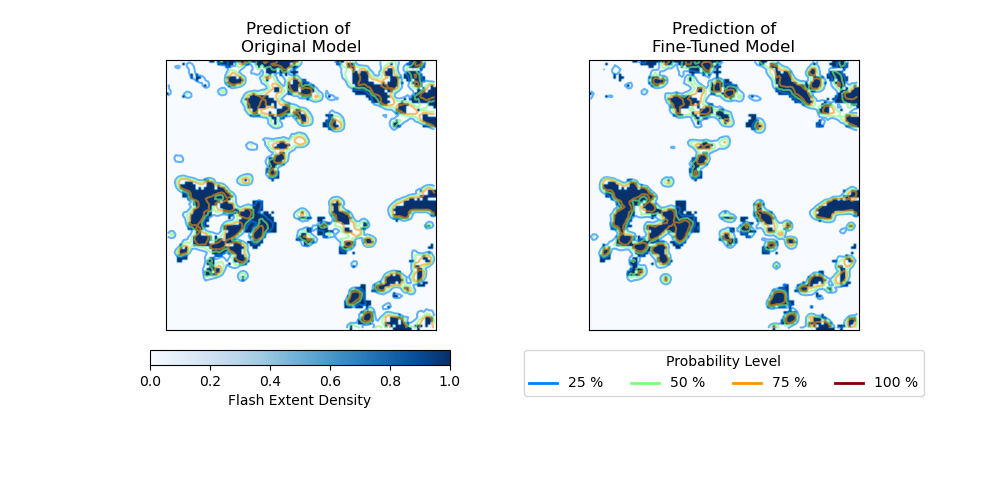 Prediction of
Original Model
Prediction of
Fine-Tuned Model
0.0 0.2 0.4 0.6 0.8 1.0
Flash Extent Density
Probability Level
25 % 50 % 75 % 100 %